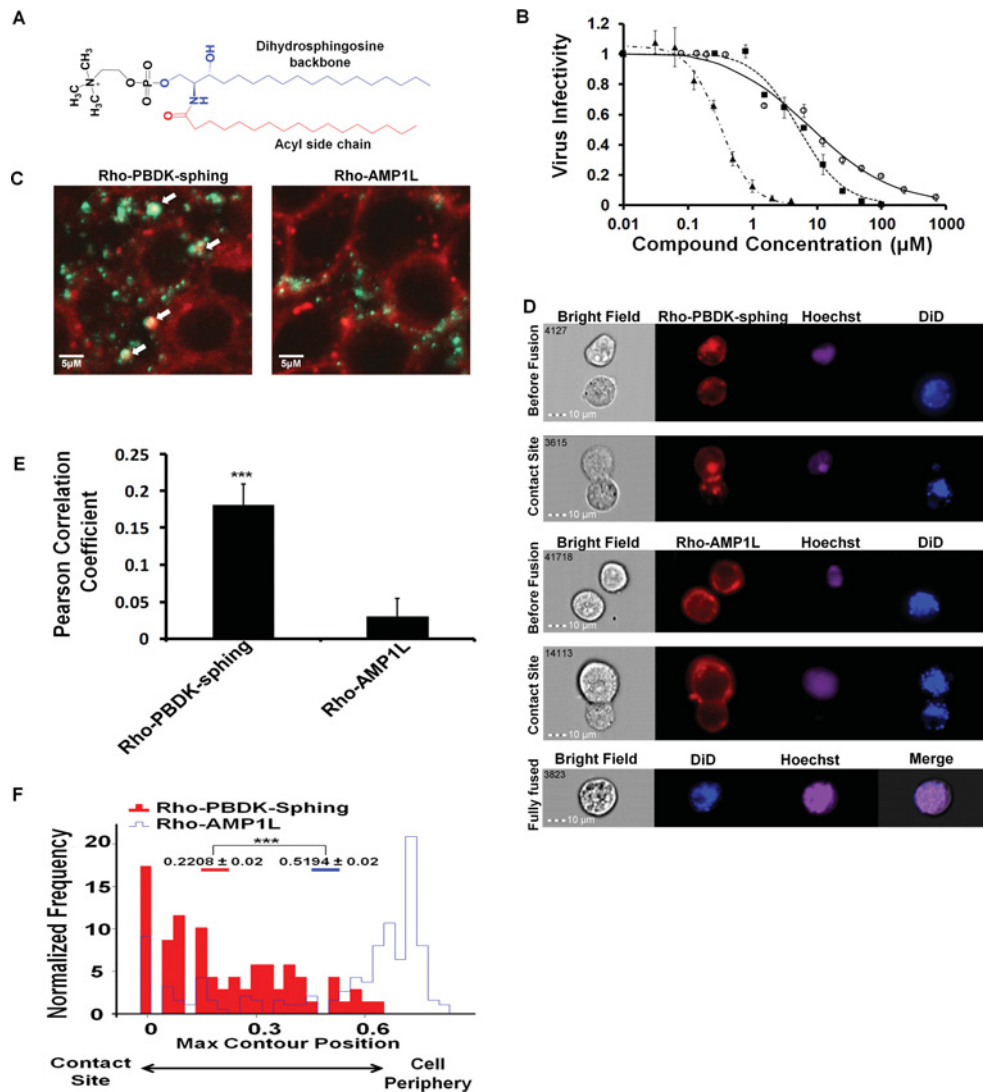 A
OH
Dihydrosphingosine
backbone
CH₃
H₃C
N
+
H₃C
O
O
P
O
O
O
N
H
O
Acyl side chain
B
Virus Infectivity
1.2
1
0.8
0.6
0.4
0.2
0
0.01 0.1 1 10 100 1000
Compound Concentration (µM)
C
Rho-PBDK-sphing
Rho-AMP1L
5µM
5µM
D
Bright Field Rho-PBDK-sphing Hoechst DiD
Before Fusion
4127
10 µm
Contact Site
3615
10 µm
Bright Field Rho-AMP1L Hoechst DiD
Before Fusion
41718
10 µm
Contact Site
14113
10 µm
Bright Field DiD Hoechst Merge
Fully fused
3823
10 µm
E
Pearson Correlation
Coefficient
0.25
0.2
0.15
0.1
0.05
0
***
Rho-PBDK-sphing
Rho-AMP1L
F
Rho-PBDK-Sphing
Rho-AMP1L
***
0.2208 ± 0.02 0.5194 ± 0.02
Normalized Frequency
20
15
10
5
0
0 0.3 0.6
Max Contour Position
Contact
Site
Cell
Periphery